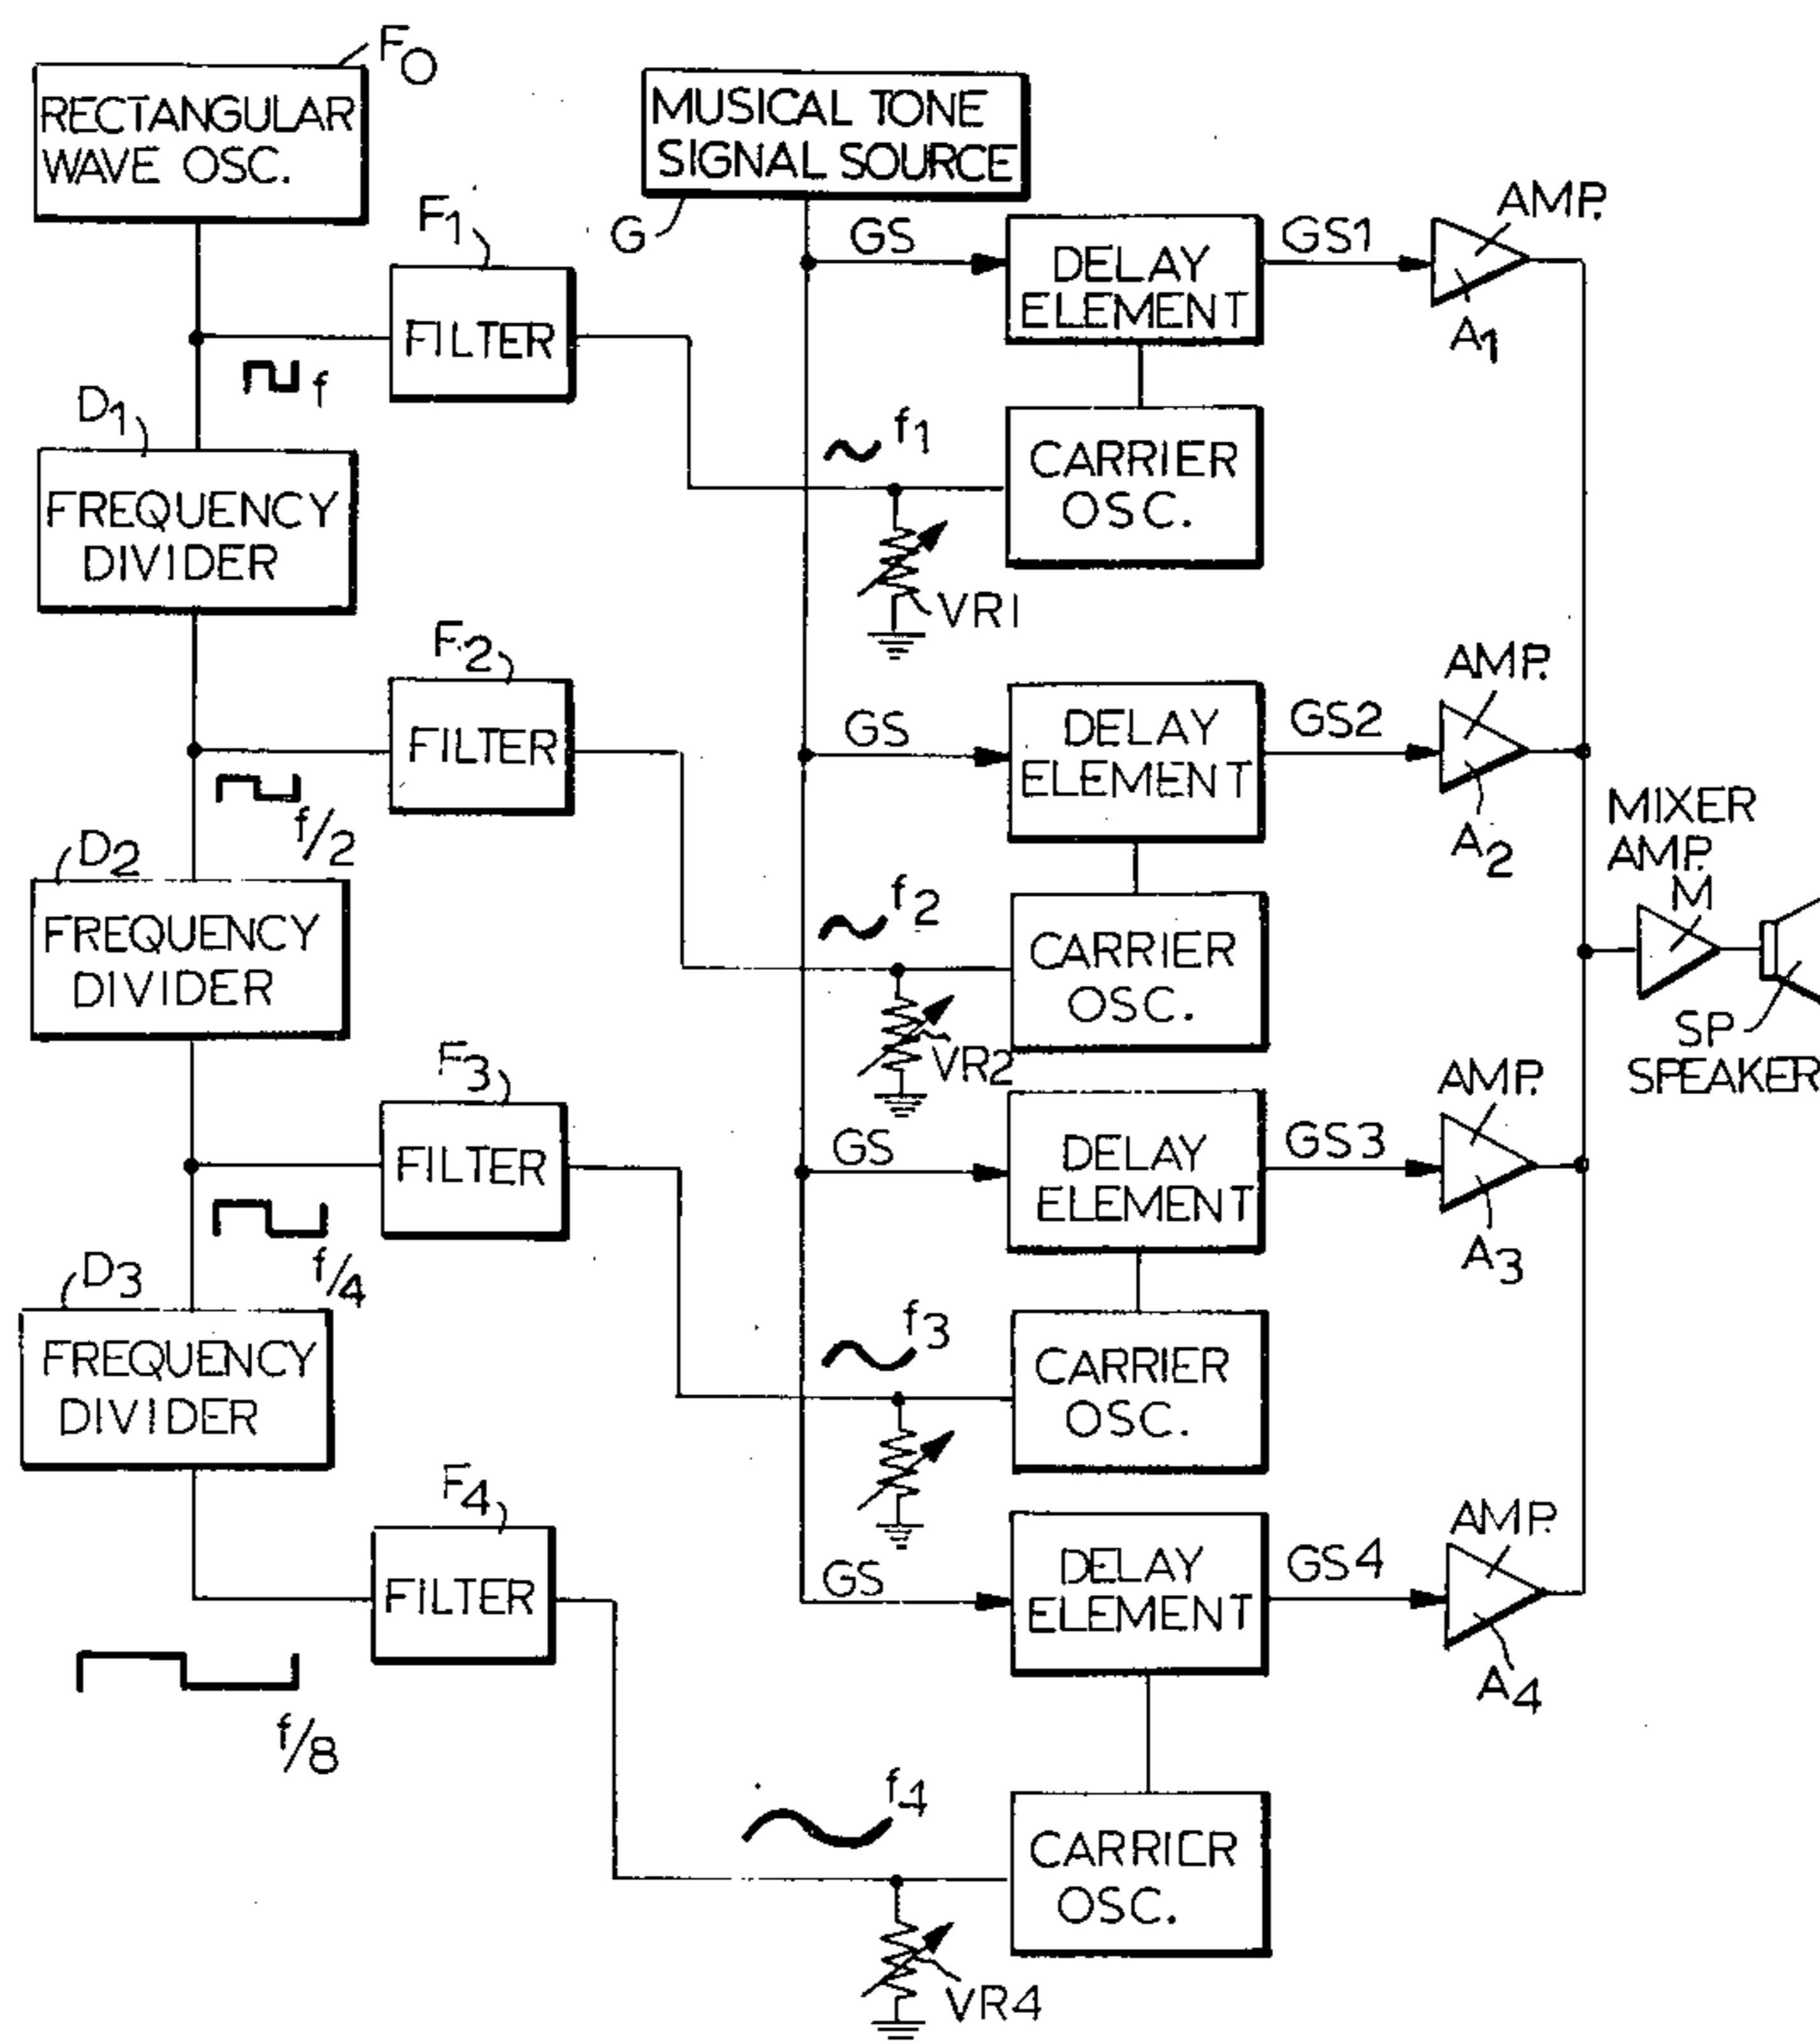 F0
RECTANGULAR
WAVE OSC.
MUSICAL TONE
SIGNAL SOURCE
G
F1
FILTER
f
GS
DELAY
ELEMENT
GS1
AMP.
A1
D1
FREQUENCY
DIVIDER
f1
CARRIER
OSC.
VR1
F2
FILTER
f/2
GS
DELAY
ELEMENT
GS2
AMP.
A2
MIXER
AMP.
M
SP
SPEAKER
D2
FREQUENCY
DIVIDER
f2
CARRIER
OSC.
VR2
F3
FILTER
f/4
GS
DELAY
ELEMENT
GS3
AMP.
A3
D3
FREQUENCY
DIVIDER
f3
CARRIER
OSC.
F4
FILTER
f/8
GS
DELAY
ELEMENT
GS4
AMP.
A4
f4
CARRIER
OSC.
VR4